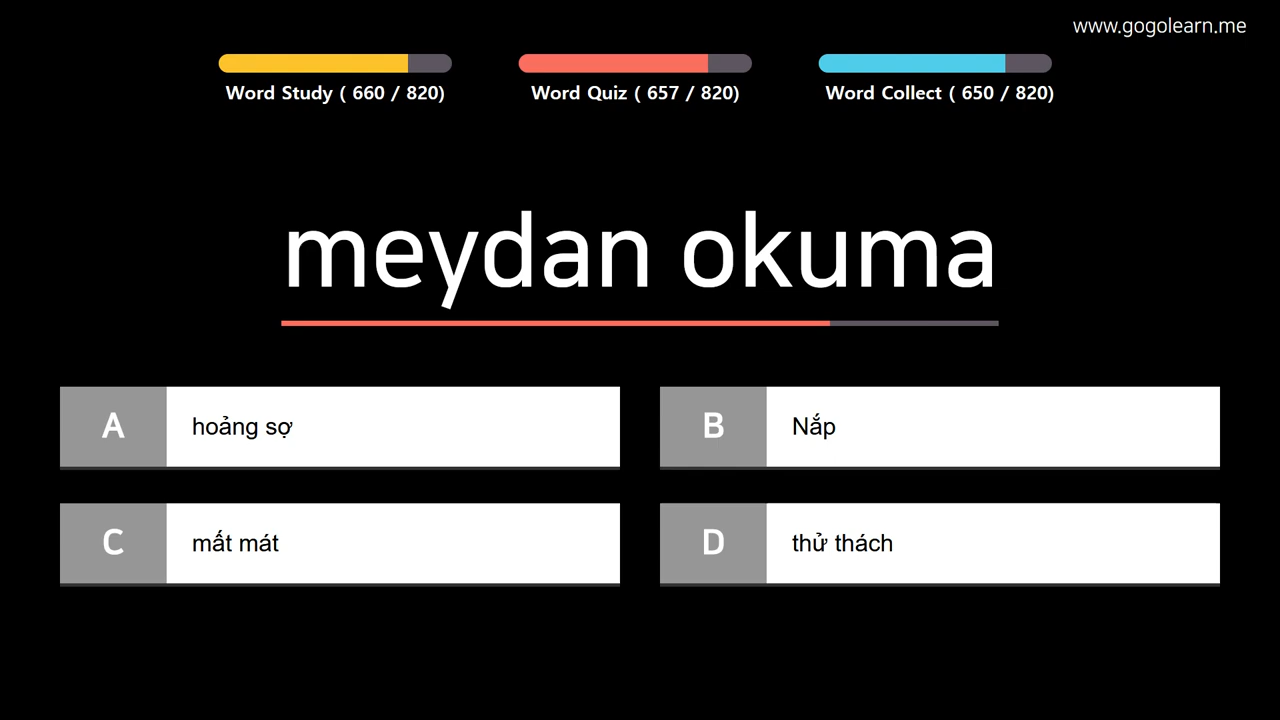 www.gogolearn.me
Word Study ( 660 / 820)
Word Quiz ( 657 / 820)
Word Collect ( 650 / 820)
meydan okuma
A
hoảng sợ
B
Nắp
C
mất mát
D
thử thách